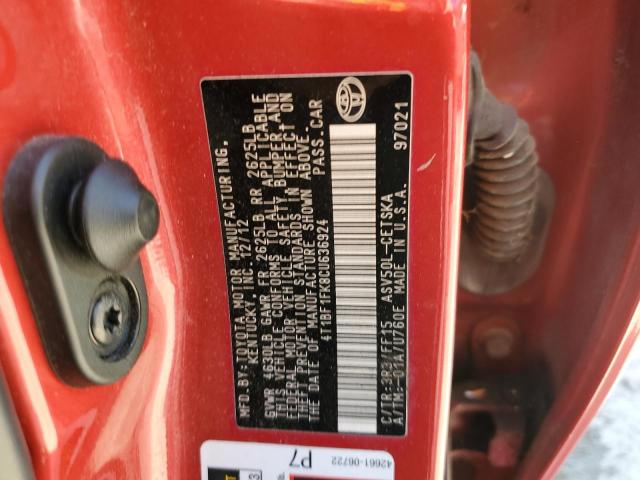 MFD.BY:TOYOTA MOTOR MANUFACTURING,
KENTUCKY, INC. 12/12
GVWR 4630LB GAWR FR 2625LB RR 2625LB
THIS VEHICLE CONFORMS TO ALL APPLICABLE
FEDERAL MOTOR VEHICLE SAFETY, BUMPER AND
THEFT PREVENTION STANDARDS IN EFFECT ON
THE DATE OF MANUFACTURE SHOWN ABOVE.
4T1BF1FK8CU636924 PASS.CAR
C/TR:3R3/FF15 ASV50L-CETSKA
A/TM:-01A/U760E MADE IN U.S.A. 97021
42661-06722
P7